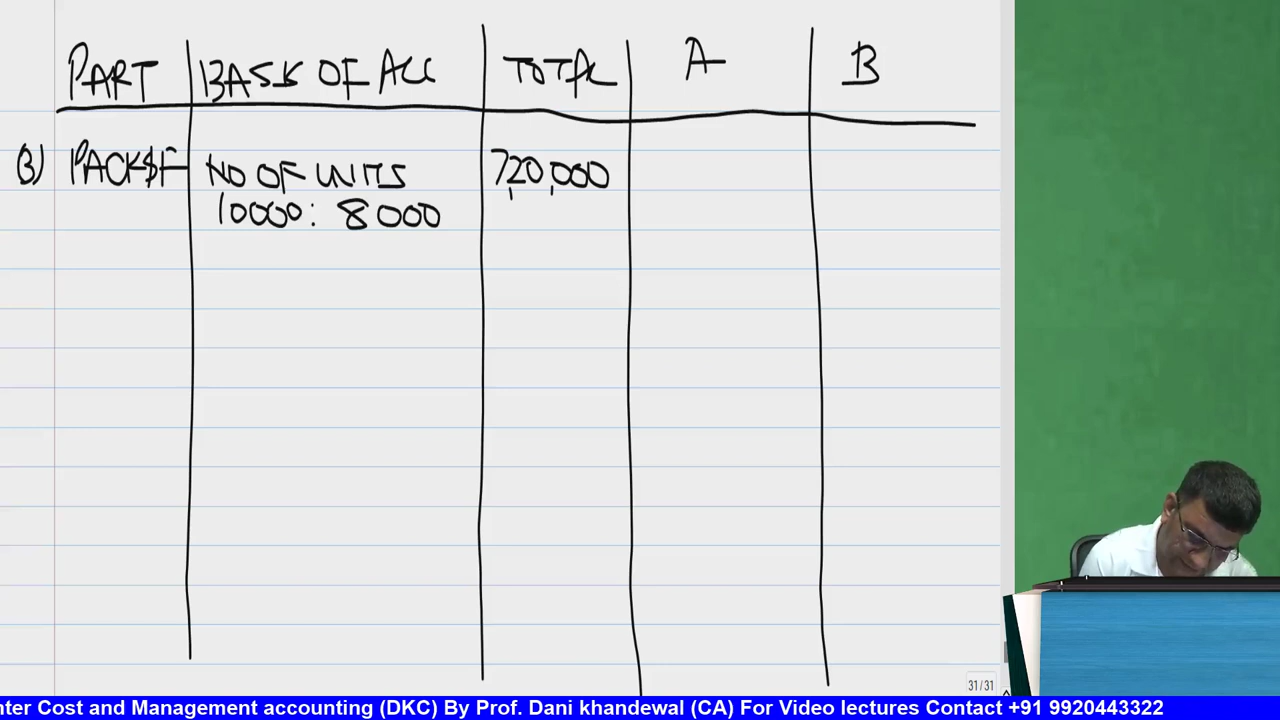 PART BASIS OF ACC TOTAL A B
3) PACK$F NO OF UNITS 720,000
10000: 8000
31/31
nter Cost and Management accounting (DKC) By Prof. Dani khandewal (CA) For Video lectures Contact +91 9920443322